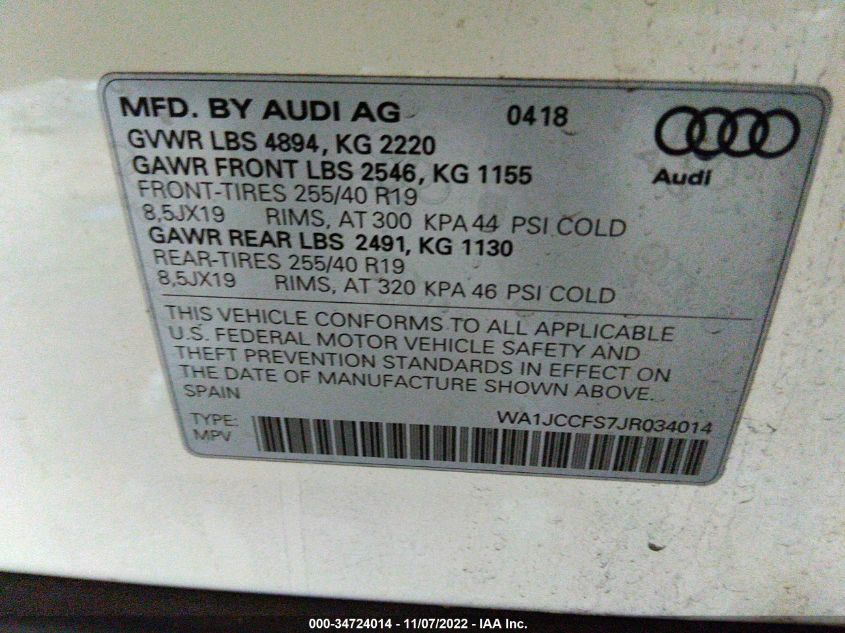 MFD. BY AUDI AG 0418
GVWR LBS 4894, KG 2220
GAWR FRONT LBS 2546, KG 1155
Audi
FRONT-TIRES 255/40 R19
8,5JX19 RIMS, AT 300 KPA 44 PSI COLD
GAWR REAR LBS 2491, KG 1130
REAR-TIRES 255/40 R19
8,5JX19 RIMS, AT 320 KPA 46 PSI COLD
THIS VEHICLE CONFORMS TO ALL APPLICABLE
U.S. FEDERAL MOTOR VEHICLE SAFETY AND
THEFT PREVENTION STANDARDS IN EFFECT ON
THE DATE OF MANUFACTURE SHOWN ABOVE.
SPAIN
WA1JCCFS7JR034014
TYPE:
MPV
000-34724014 - 11/07/2022 - IAA Inc.